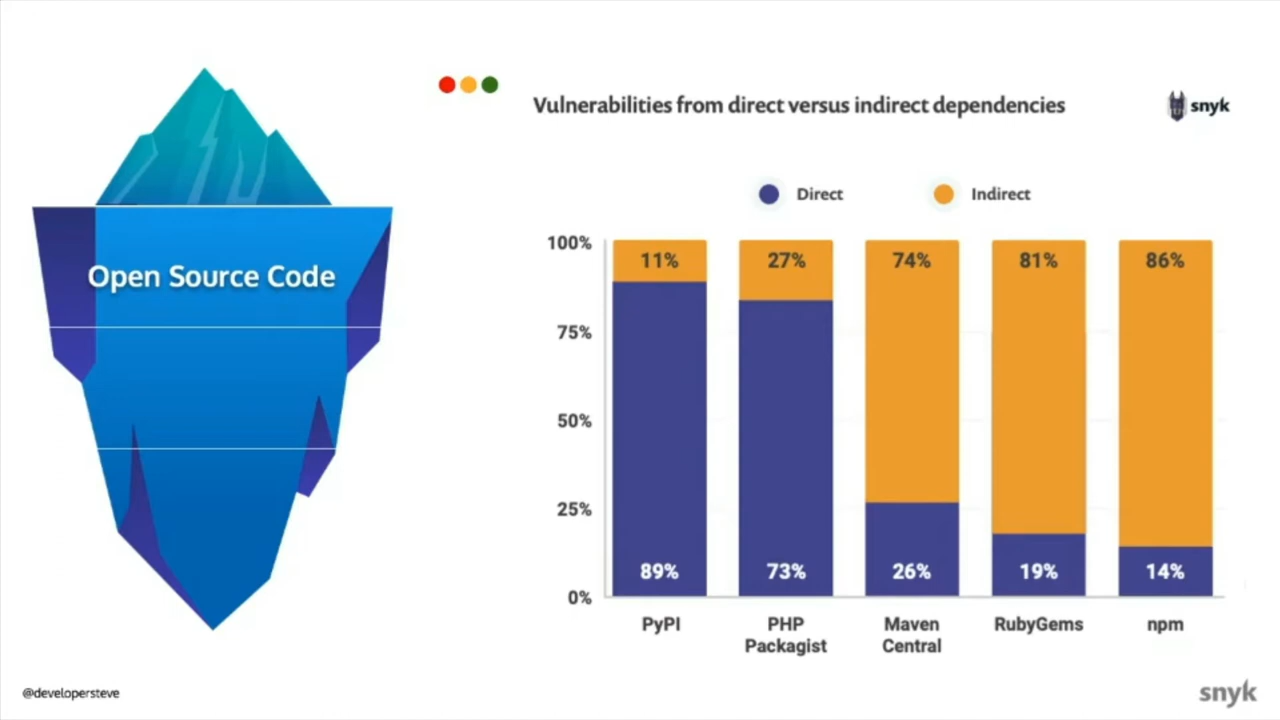 Open Source Code
Vulnerabilities from direct versus indirect dependencies
snyk
Direct
Indirect
100%
75%
50%
25%
0%
11%
27%
74%
81%
86%
89%
73%
26%
19%
14%
PyPI
PHP
Packagist
Maven
Central
RubyGems
npm
@developersteve
snyk